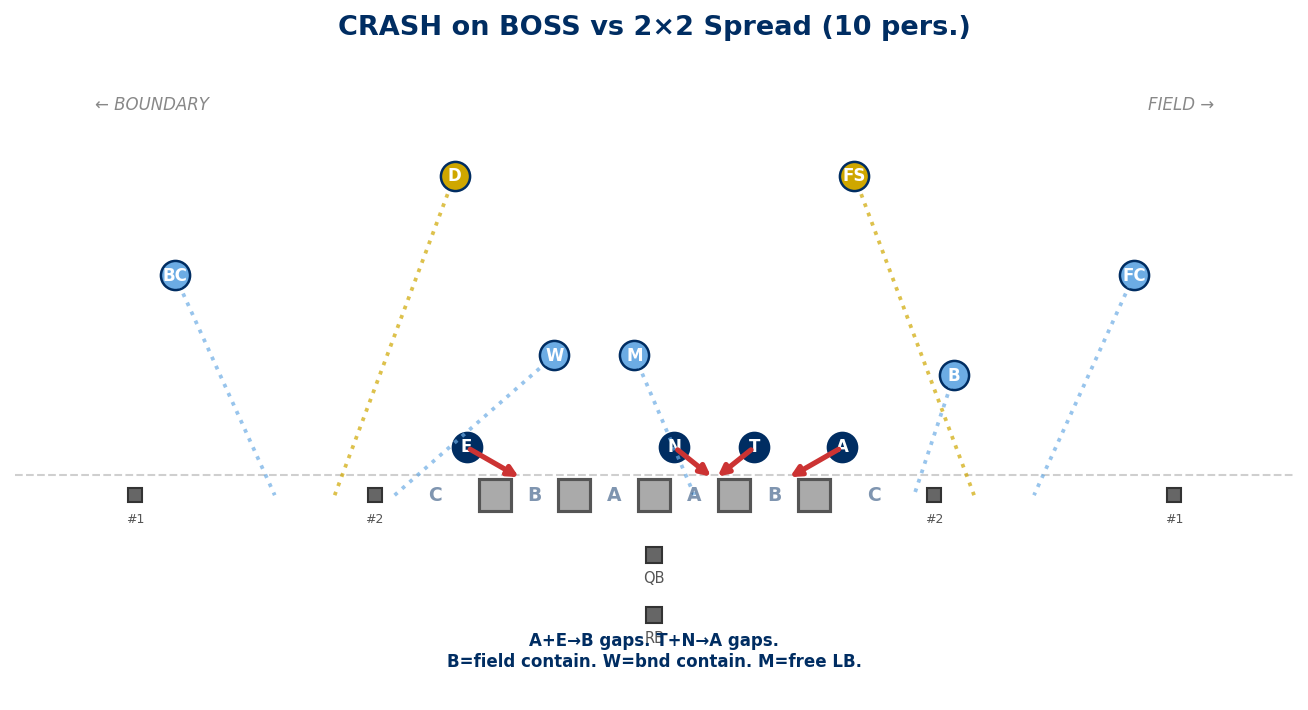 CRASH on BOSS vs 2×2 Spread (10 pers.)
← BOUNDARY FIELD →
D FS
BC FC
W M
B
E N T A
C B A A B C
#1 #2 #2 #1
QB
RB
A+E→B gaps. T+N→A gaps.
B=field contain. W=bnd contain. M=free LB.